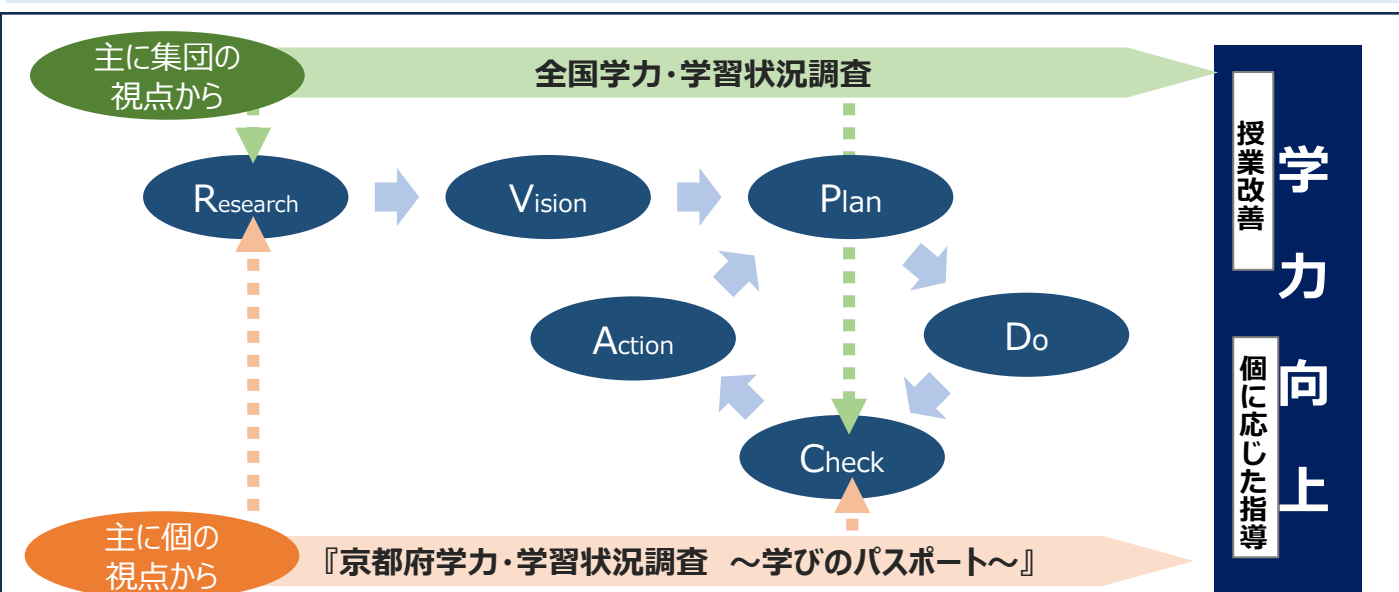 主に集団の
視点から
全国学力・学習状況調査
Research
Vision
Plan
Action
Do
Check
主に個の
視点から
『京都府学力・学習状況調査 ～学びのパスポート～』
授業改善
個に応じた指導
学力向上